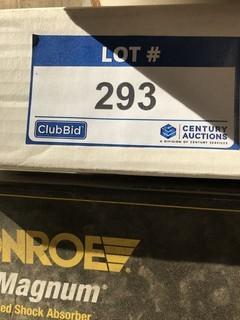 LOT #
293
ClubBid
CENTURY AUCTIONS
A DIVISION OF CENTURY SERVICES
NROE
Magnum
ed Shock Absorber